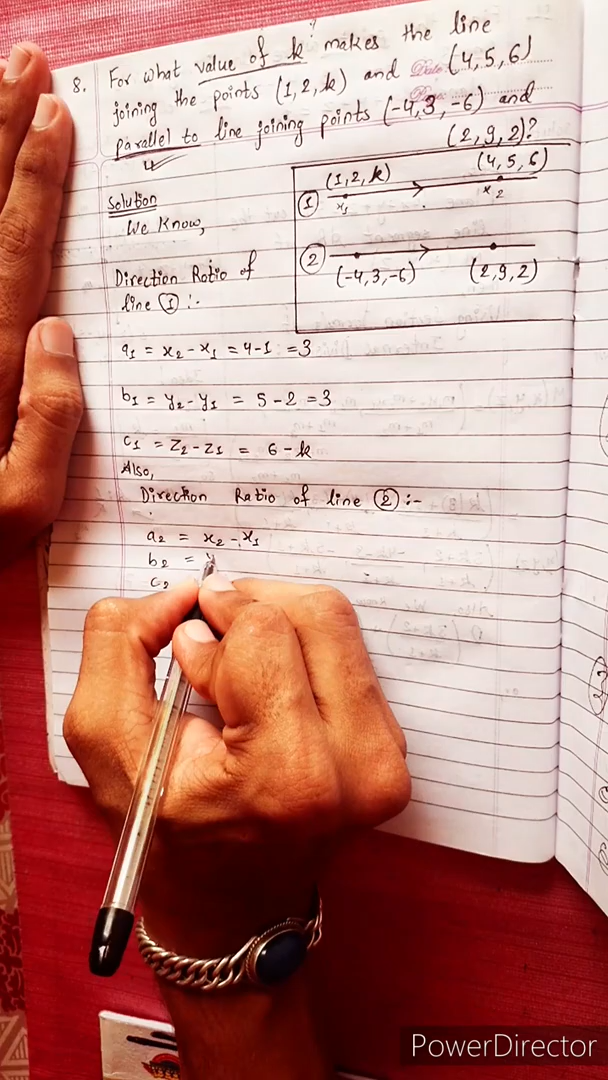 8. For what value of k makes the line
joining the points (1,2,k) and (4,5,6)
Date:
parallel to line joining points (-4,3,-6) and
(2,9,2)?
Solution
We Know,
(1,2,k) (4,5,6)
① x1 x2
② (-4,3,-6) (2,9,2)
Direction Ratio of
line ① :-
a1 = x2 - x1 = 4-1 = 3
b1 = y2 - y1 = 5 - 2 = 3
c1 = z2 - z1 = 6 - k
Also,
Direction Ratio of line ② :-
a2 = x2 - x1
b2 = y
c2
PowerDirector